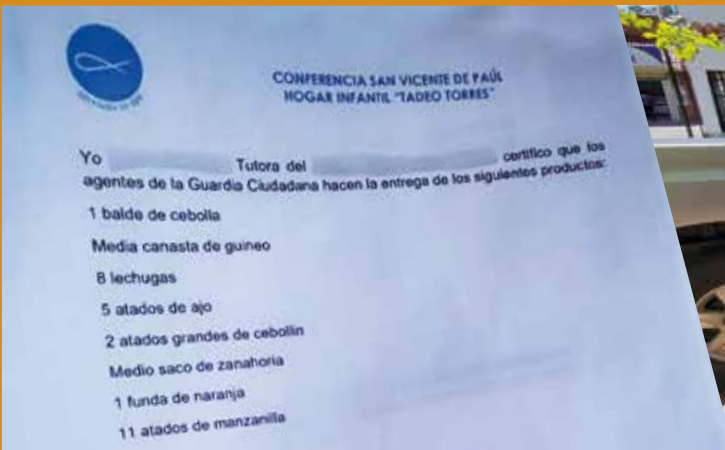 CONFERENCIA SAN VICENTE DE PAÚL
HOGAR INFANTIL "TADEO TORRES"
Yo Tutora del certifico que los
agentes de la Guardia Ciudadana hacen la entrega de los siguientes productos:
1 balde de cebolla
Media canasta de guineo
8 lechugas
5 atados de ajo
2 atados grandes de cebollin
Medio saco de zanahoria
1 funda de naranja
11 atados de manzanilla